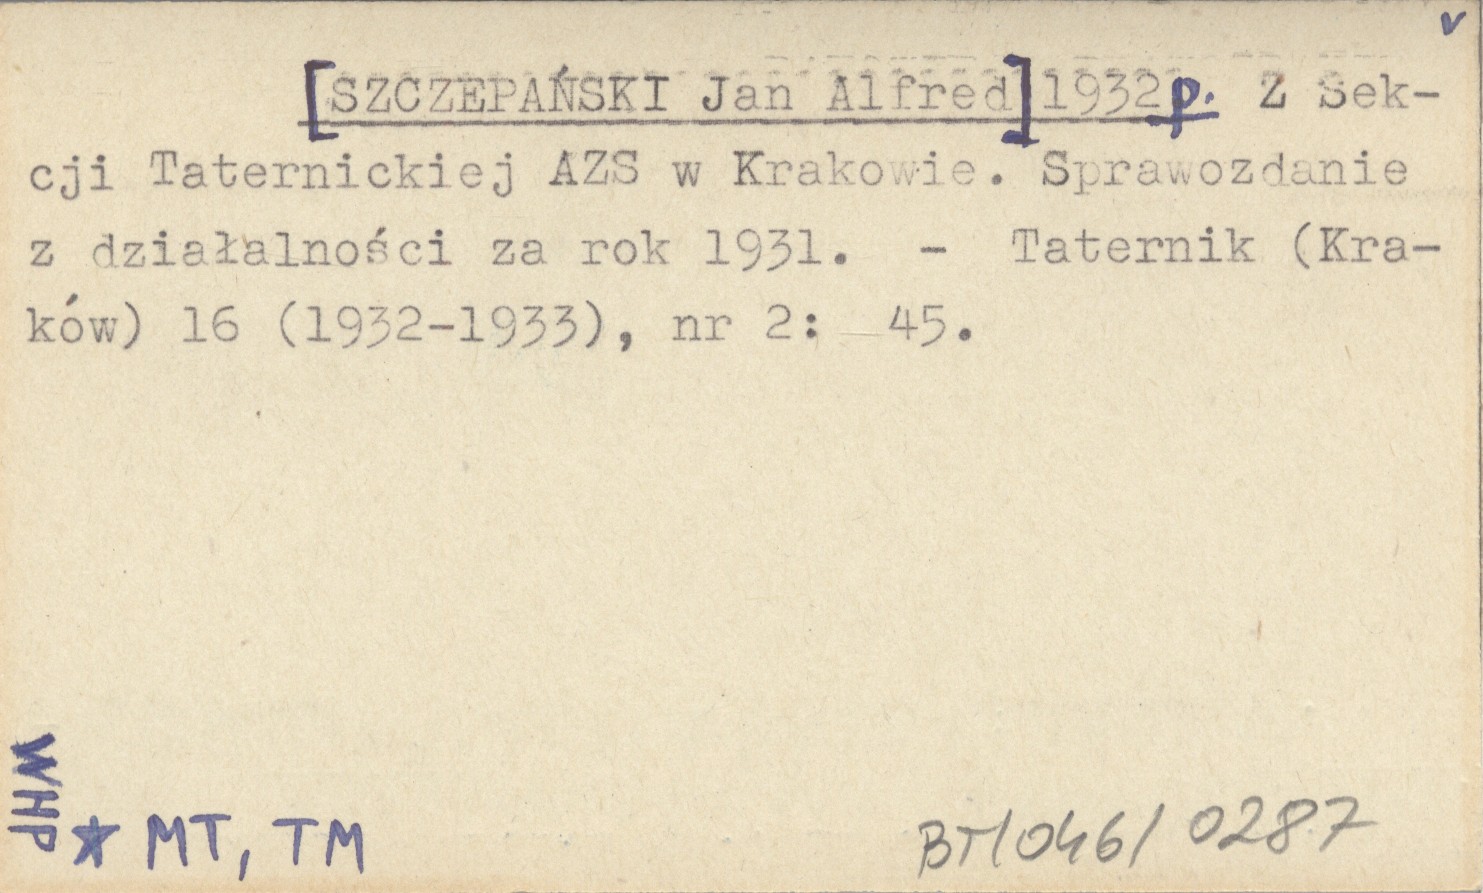 v
[SZCZEPAŃSKI Jan Alfred] 1932 p. Z Sek-
cji Taternickiej AZS w Krakowie. Sprawozdanie
z działalności za rok 1931. - Taternik (Kra-
ków) 16 (1932-1933), nr 2: 45.
WHP
* MT, TM
BT/046/ 0287